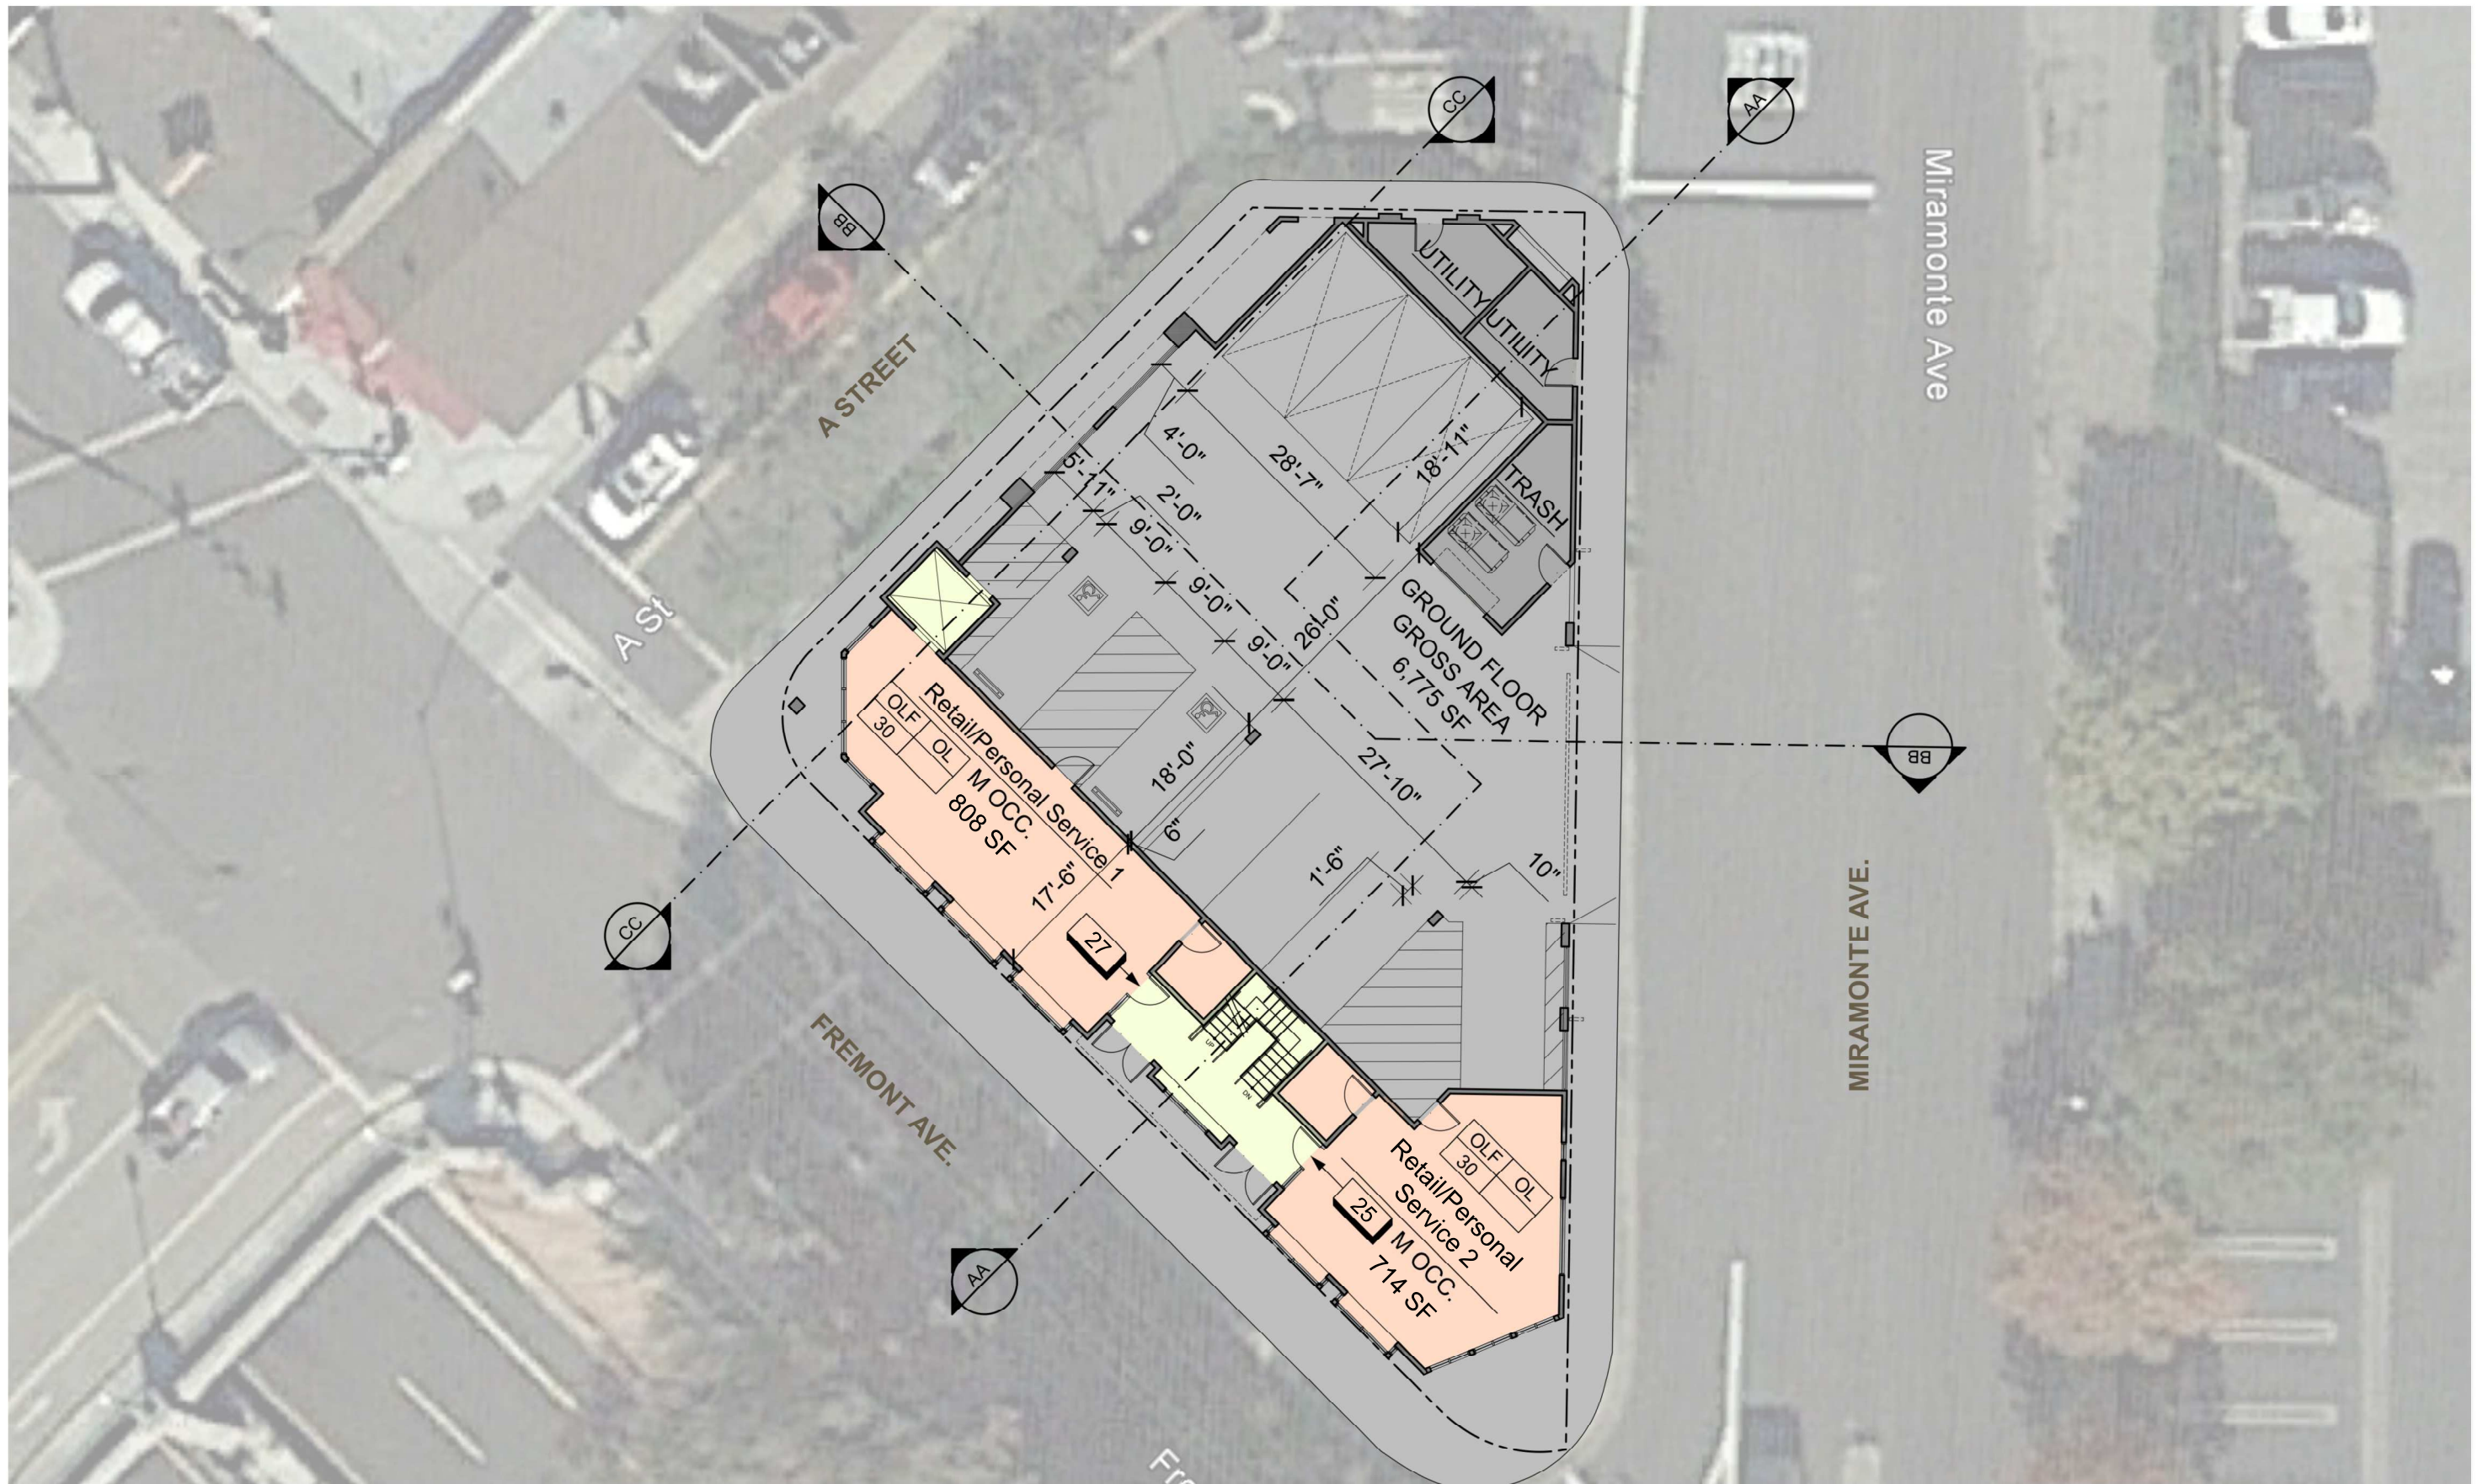 CC
AA
BB
Miramonte Ave
A STREET
UTILITY
UTILITY
4'-0"
28'-7"
18'-11"
5'-11"
2'-0"
TRASH
9'-0"
9'-0"
9'-0"
26'-0"
GROUND FLOOR
GROSS AREA
6,775 SF
A St
BB
18'-0"
27'-10"
6"
1'-6"
10"
Retail/Personal Service 1
OLF
30
OL
M OCC.
808 SF
17'-6"
27
CC
MIRAMONTE AVE.
FREMONT AVE.
UP
DN
OLF
30
OL
Retail/Personal
Service 2
25
M OCC.
714 SF
AA